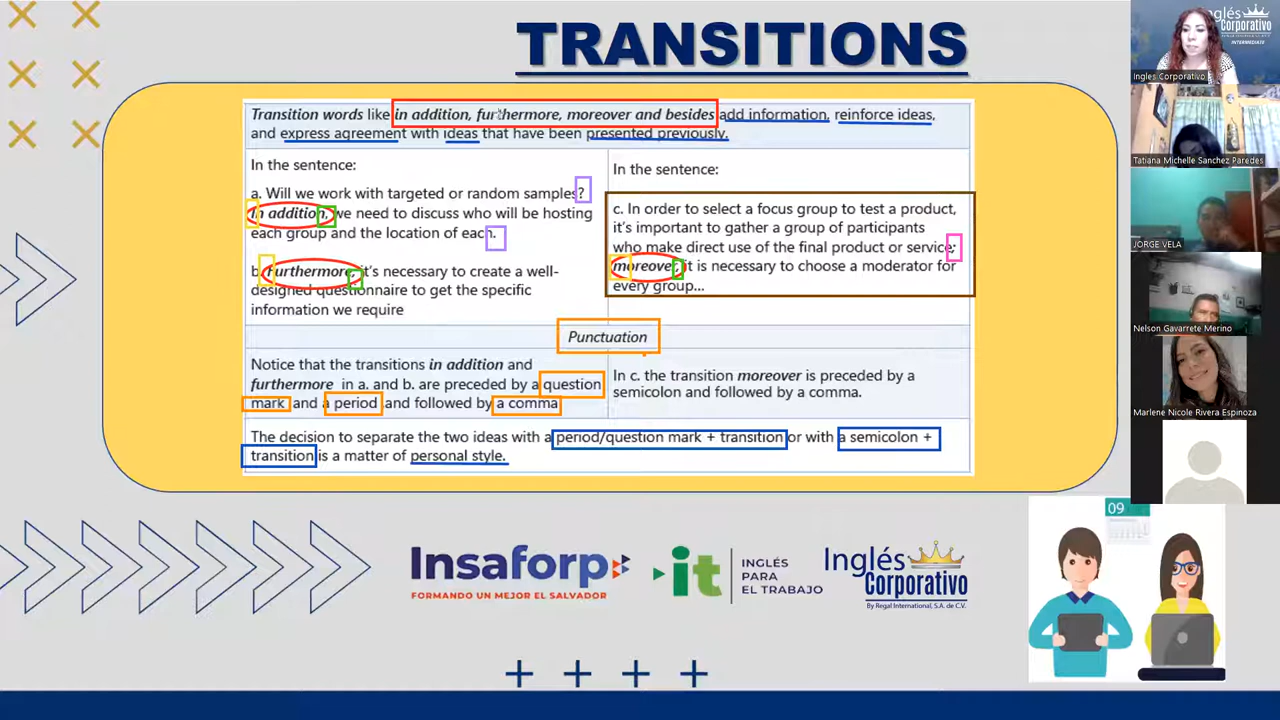 TRANSITIONS
Transition words like in addition, furthermore, moreover and besides add information, reinforce ideas,
and express agreement with ideas that have been presented previously.
In the sentence:
a. Will we work with targeted or random samples?
In addition, we need to discuss who will be hosting
each group and the location of each.
b. Furthermore, it's necessary to create a well-
designed questionnaire to get the specific
information we require
In the sentence:
c. In order to select a focus group to test a product,
it's important to gather a group of participants
who make direct use of the final product or service;
moreover, it is necessary to choose a moderator for
every group...
Punctuation
Notice that the transitions in addition and
furthermore in a. and b. are preceded by a question
mark and a period and followed by a comma
In c. the transition moreover is preceded by a
semicolon and followed by a comma.
The decision to separate the two ideas with a period/question mark + transition or with a semicolon +
transition is a matter of personal style.
Insaforp
FORMANDO UN MEJOR EL SALVADOR
it
INGLÉS
PARA
EL TRABAJO
Inglés
Corporativo
By Regal International, S.A. de C.V.
09
Inglés
Corporativo
INTERMEDIATE
Ingles Corporativo
Tatiana Michelle Sanchez Paredes
JORGE VELA
Nelson Gavarrete Merino
Marlene Nicole Rivera Espinoza